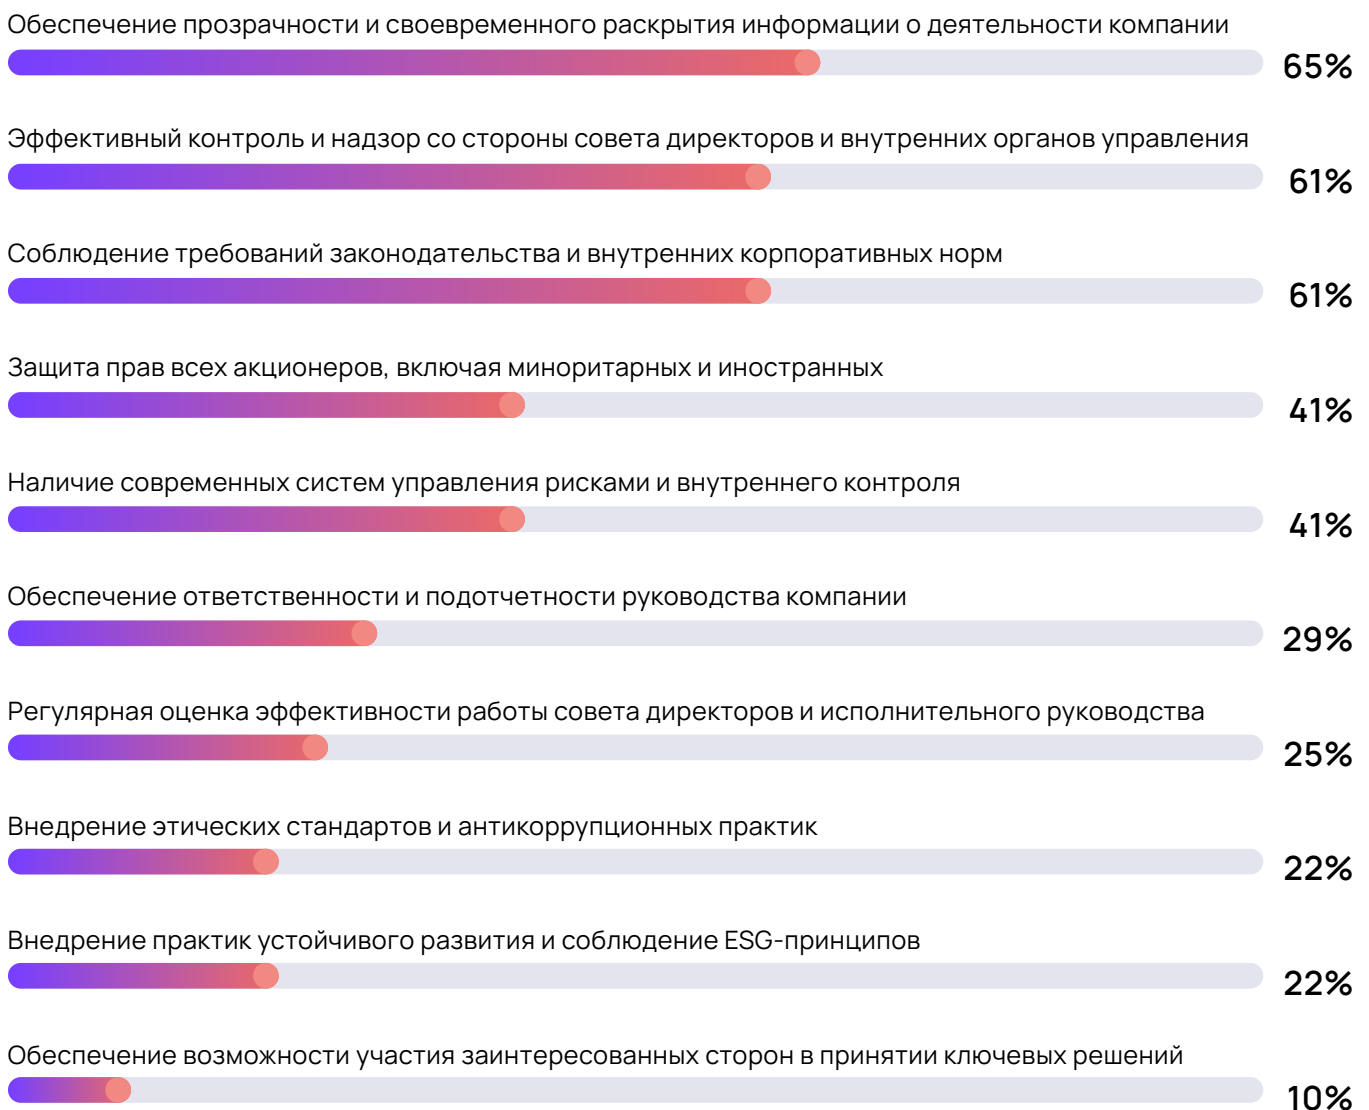 Обеспечение прозрачности и своевременного раскрытия информации о деятельности компании
65%
Эффективный контроль и надзор со стороны совета директоров и внутренних органов управления
61%
Соблюдение требований законодательства и внутренних корпоративных норм
61%
Защита прав всех акционеров, включая миноритарных и иностранных
41%
Наличие современных систем управления рисками и внутреннего контроля
41%
Обеспечение ответственности и подотчетности руководства компании
29%
Регулярная оценка эффективности работы совета директоров и исполнительного руководства
25%
Внедрение этических стандартов и антикоррупционных практик
22%
Внедрение практик устойчивого развития и соблюдение ESG-принципов
22%
Обеспечение возможности участия заинтересованных сторон в принятии ключевых решений
10%